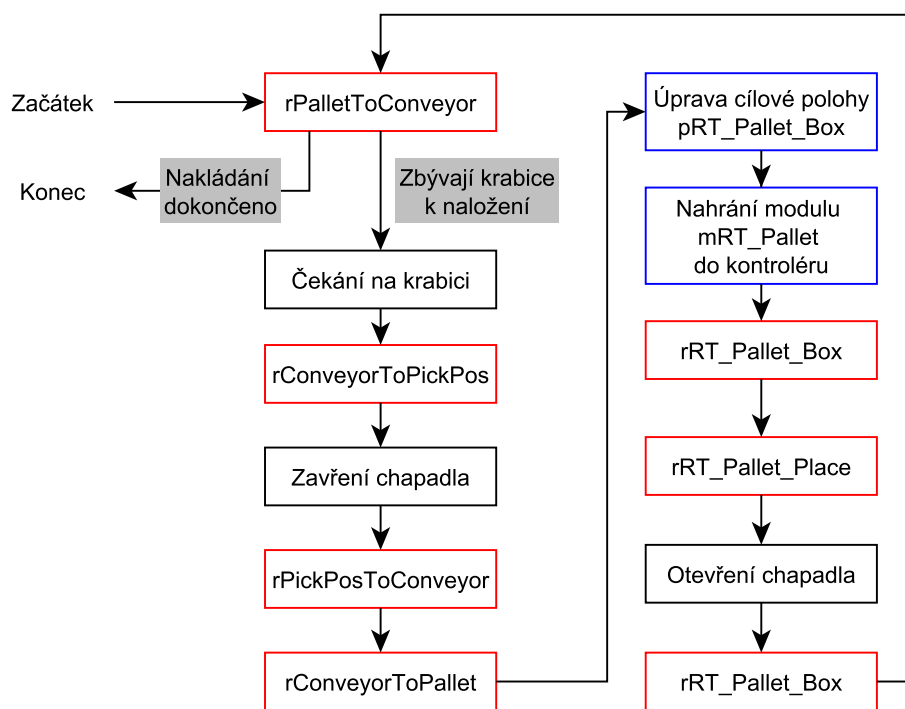 Začátek
rPalletToConveyor
Konec
Nakládání
dokončeno
Zbývají krabice
k naložení
Čekání na krabici
rConveyorToPickPos
Zavření chapadla
rPickPosToConveyor
rConveyorToPallet
Úprava cílové polohy
pRT_Pallet_Box
Nahrání modulu
mRT_Pallet
do kontroléru
rRT_Pallet_Box
rRT_Pallet_Place
Otevření chapadla
rRT_Pallet_Box